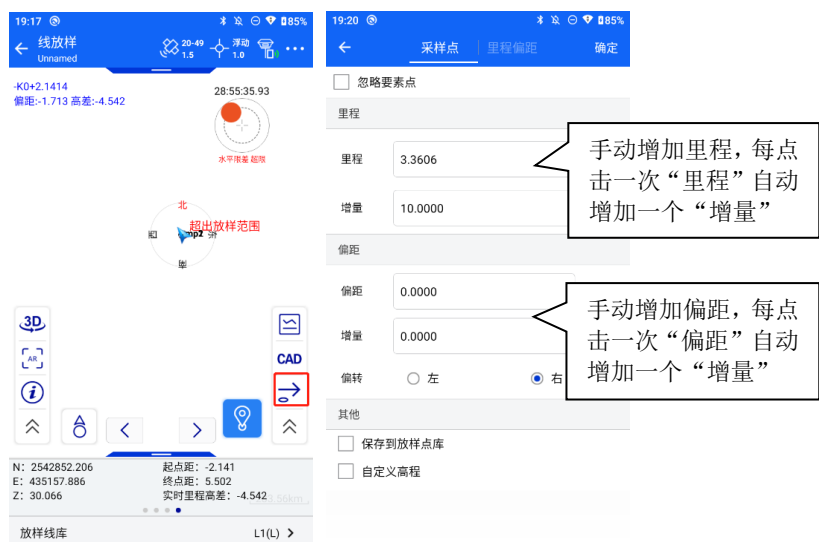 19:17
85%
线放样
Unnamed
20-49
1.5
浮动
1.0
-K0+2.1414
偏距:-1.713 高差:-4.542
28:55:35.93
水平限差 超限
北
超出放样范围
西
东
南
3D
AR
CAD
N: 2542852.206
E: 435157.886
Z: 30.066
起点距: -2.141
终点距: 5.502
实时里程高差: -4.542
3.56km
放样线库
L1(L)
19:20
85%
采样点
里程偏距
确定
忽略要素点
里程
里程
3.3606
增量
10.0000
偏距
偏距
0.0000
增量
0.0000
偏转
左
右
其他
保存到放样点库
自定义高程
手动增加里程，每点
击一次“里程”自动
增加一个“增量”
手动增加偏距，每点
击一次“偏距”自动
增加一个“增量”